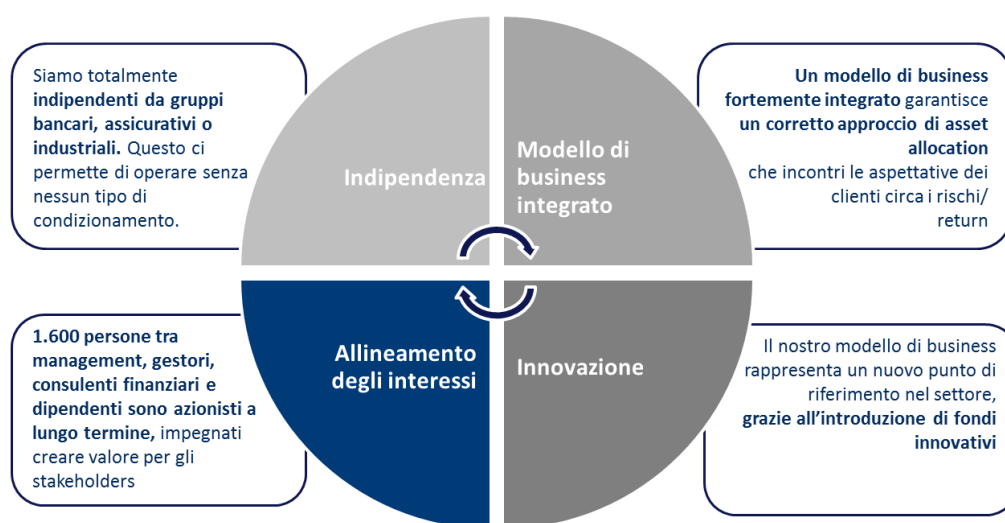 Siamo totalmente
indipendenti da gruppi
bancari, assicurativi o
industriali. Questo ci
permette di operare senza
nessun tipo di
condizionamento.
Indipendenza
Modello di
business
integrato
Un modello di business
fortemente integrato garantisce
un corretto approccio di asset
allocation
che incontri le aspettative dei
clienti circa i rischi/
return
1.600 persone tra
management, gestori,
consulenti finanziari e
dipendenti sono azionisti a
lungo termine, impegnati
creare valore per gli
stakeholders
Allineamento
degli interessi
Innovazione
Il nostro modello di business
rappresenta un nuovo punto di
riferimento nel settore,
grazie all’introduzione di fondi
innovativi